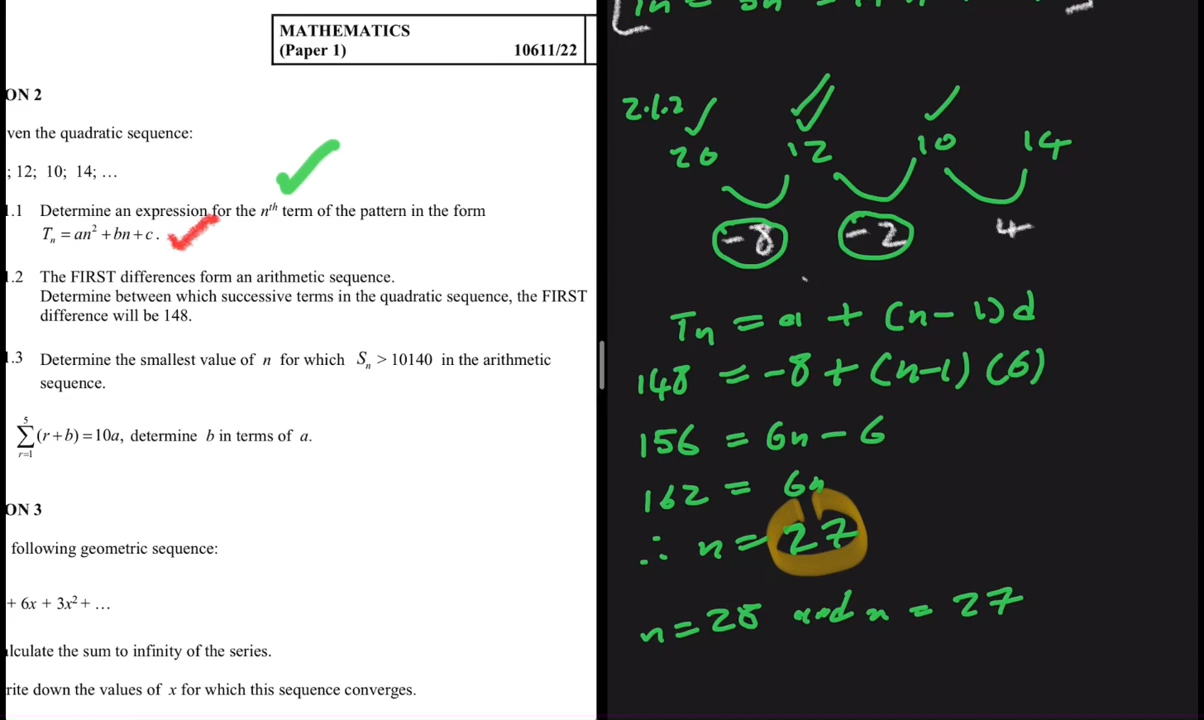 MATHEMATICS
(Paper 1) 10611/22
ON 2
ven the quadratic sequence:
; 12; 10; 14; …
.1 Determine an expression for the nᵗʰ term of the pattern in the form
Tₙ = an² + bn + c.
.2 The FIRST differences form an arithmetic sequence.
Determine between which successive terms in the quadratic sequence, the FIRST
difference will be 148.
.3 Determine the smallest value of n for which Sₙ > 10140 in the arithmetic
sequence.
5
∑(r + b) = 10a, determine b in terms of a.
r=1
ON 3
following geometric sequence:
+ 6x + 3x² + …
lculate the sum to infinity of the series.
rite down the values of x for which this sequence converges.
2.1.2
20 12 10 14
-8 -2 4
Tn = a + (n-1)d
148 = -8 + (n-1)(6)
156 = 6n - 6
162 = 6n
∴ n = 27
n = 28 and n = 27